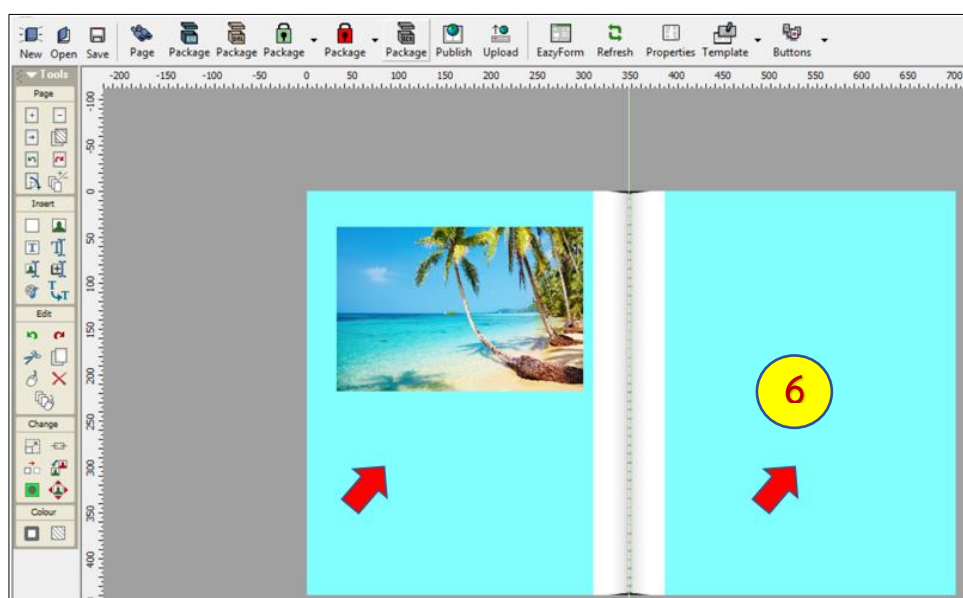 New Open Save Page Package Package Package Package Package Publish Upload EazyForm Refresh Properties Template Buttons
Tools
-200 -150 -100 -50 0 50 100 150 200 250 300 350 400 450 500 550 600 650 700
Page
-100
-50
0
Insert
50
T
100
T
Edit
150
200
6
Change
250
300
350
Colour
400